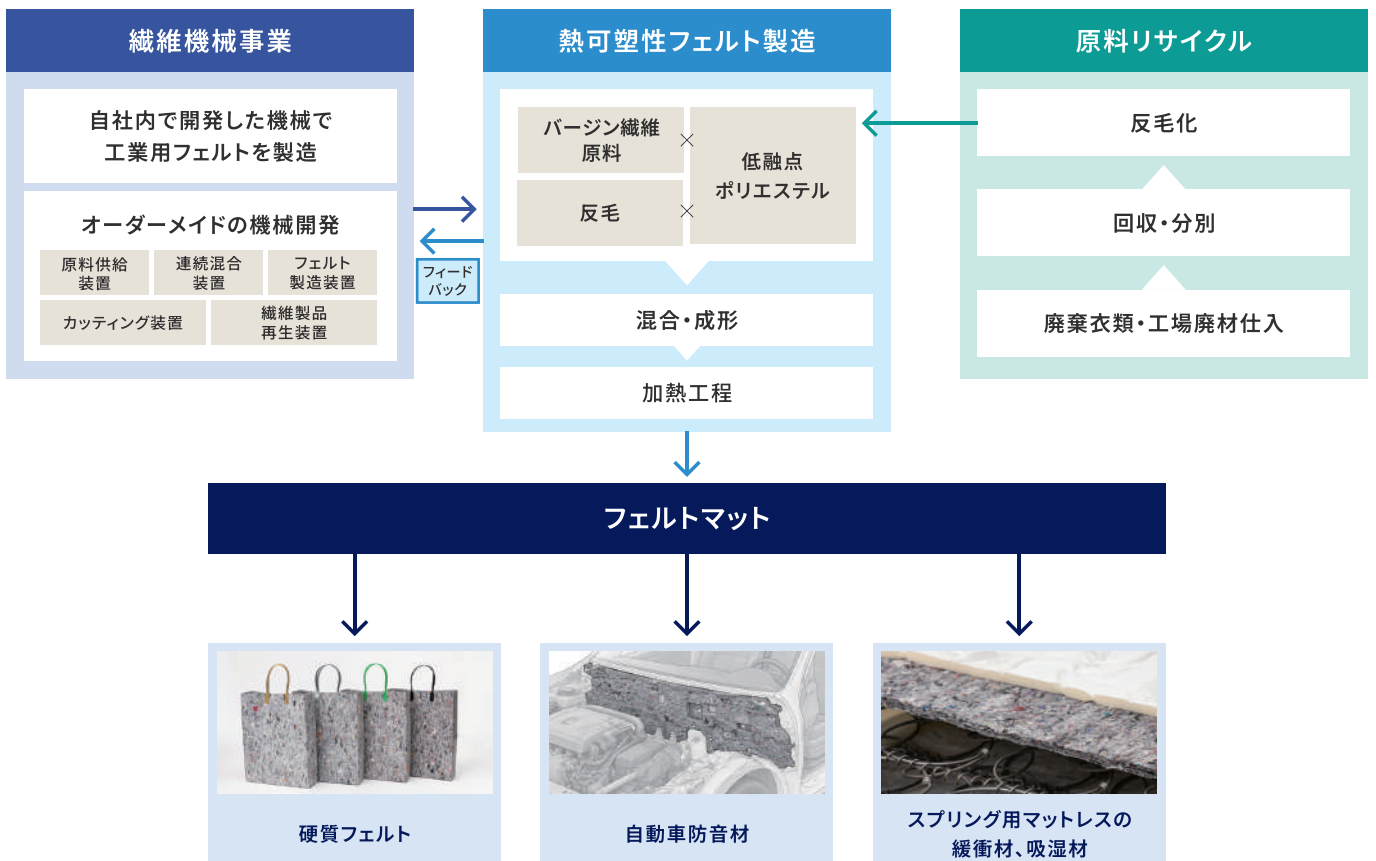 繊維機械事業
自社内で開発した機械で
工業用フェルトを製造
オーダーメイドの機械開発
原料供給
装置
連続混合
装置
フェルト
製造装置
カッティング装置
繊維製品
再生装置
フィード
バック
熱可塑性フェルト製造
バージン繊維
原料
×
低融点
ポリエステル
反毛
×
混合・成形
加熱工程
原料リサイクル
反毛化
回収・分別
廃棄衣類・工場廃材仕入
フェルトマット
硬質フェルト
自動車防音材
スプリング用マットレスの
緩衝材、吸湿材